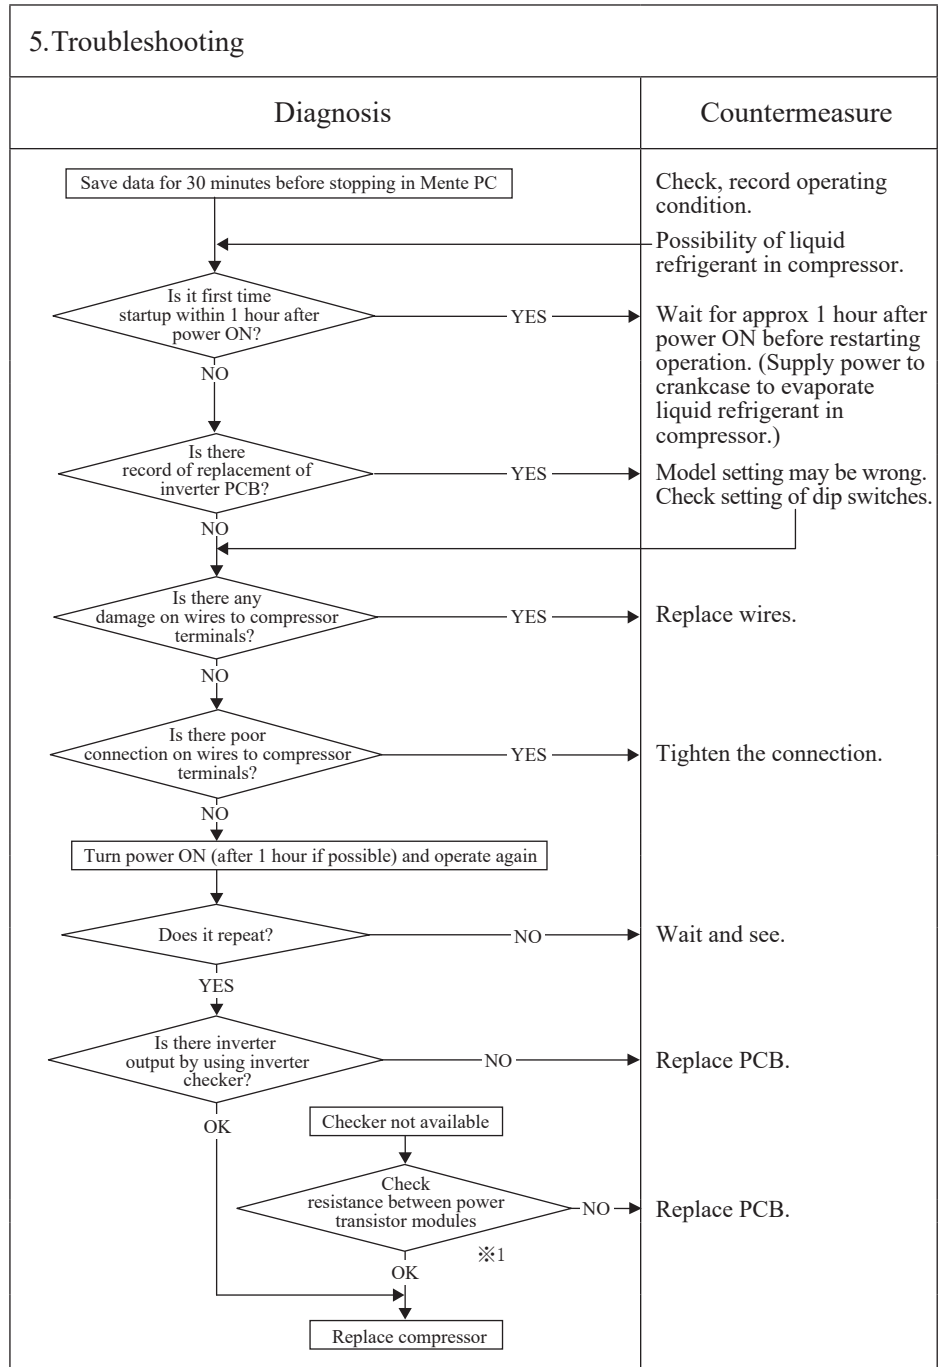 5.Troubleshooting
Diagnosis
Countermeasure
Save data for 30 minutes before stopping in Mente PC
Check, record operating
condition.
Possibility of liquid
refrigerant in compressor.
Is it first time
startup within 1 hour after
power ON?
YES
Wait for approx 1 hour after
power ON before restarting
operation. (Supply power to
crankcase to evaporate
liquid refrigerant in
compressor.)
NO
Is there
record of replacement of
inverter PCB?
YES
Model setting may be wrong.
Check setting of dip switches.
NO
Is there any
damage on wires to compressor
terminals?
YES
Replace wires.
NO
Is there poor
connection on wires to compressor
terminals?
YES
Tighten the connection.
NO
Turn power ON (after 1 hour if possible) and operate again
Does it repeat?
NO
Wait and see.
YES
Is there inverter
output by using inverter
checker?
NO
Replace PCB.
OK
Checker not available
Check
resistance between power
transistor modules
NO
Replace PCB.
※1
OK
Replace compressor